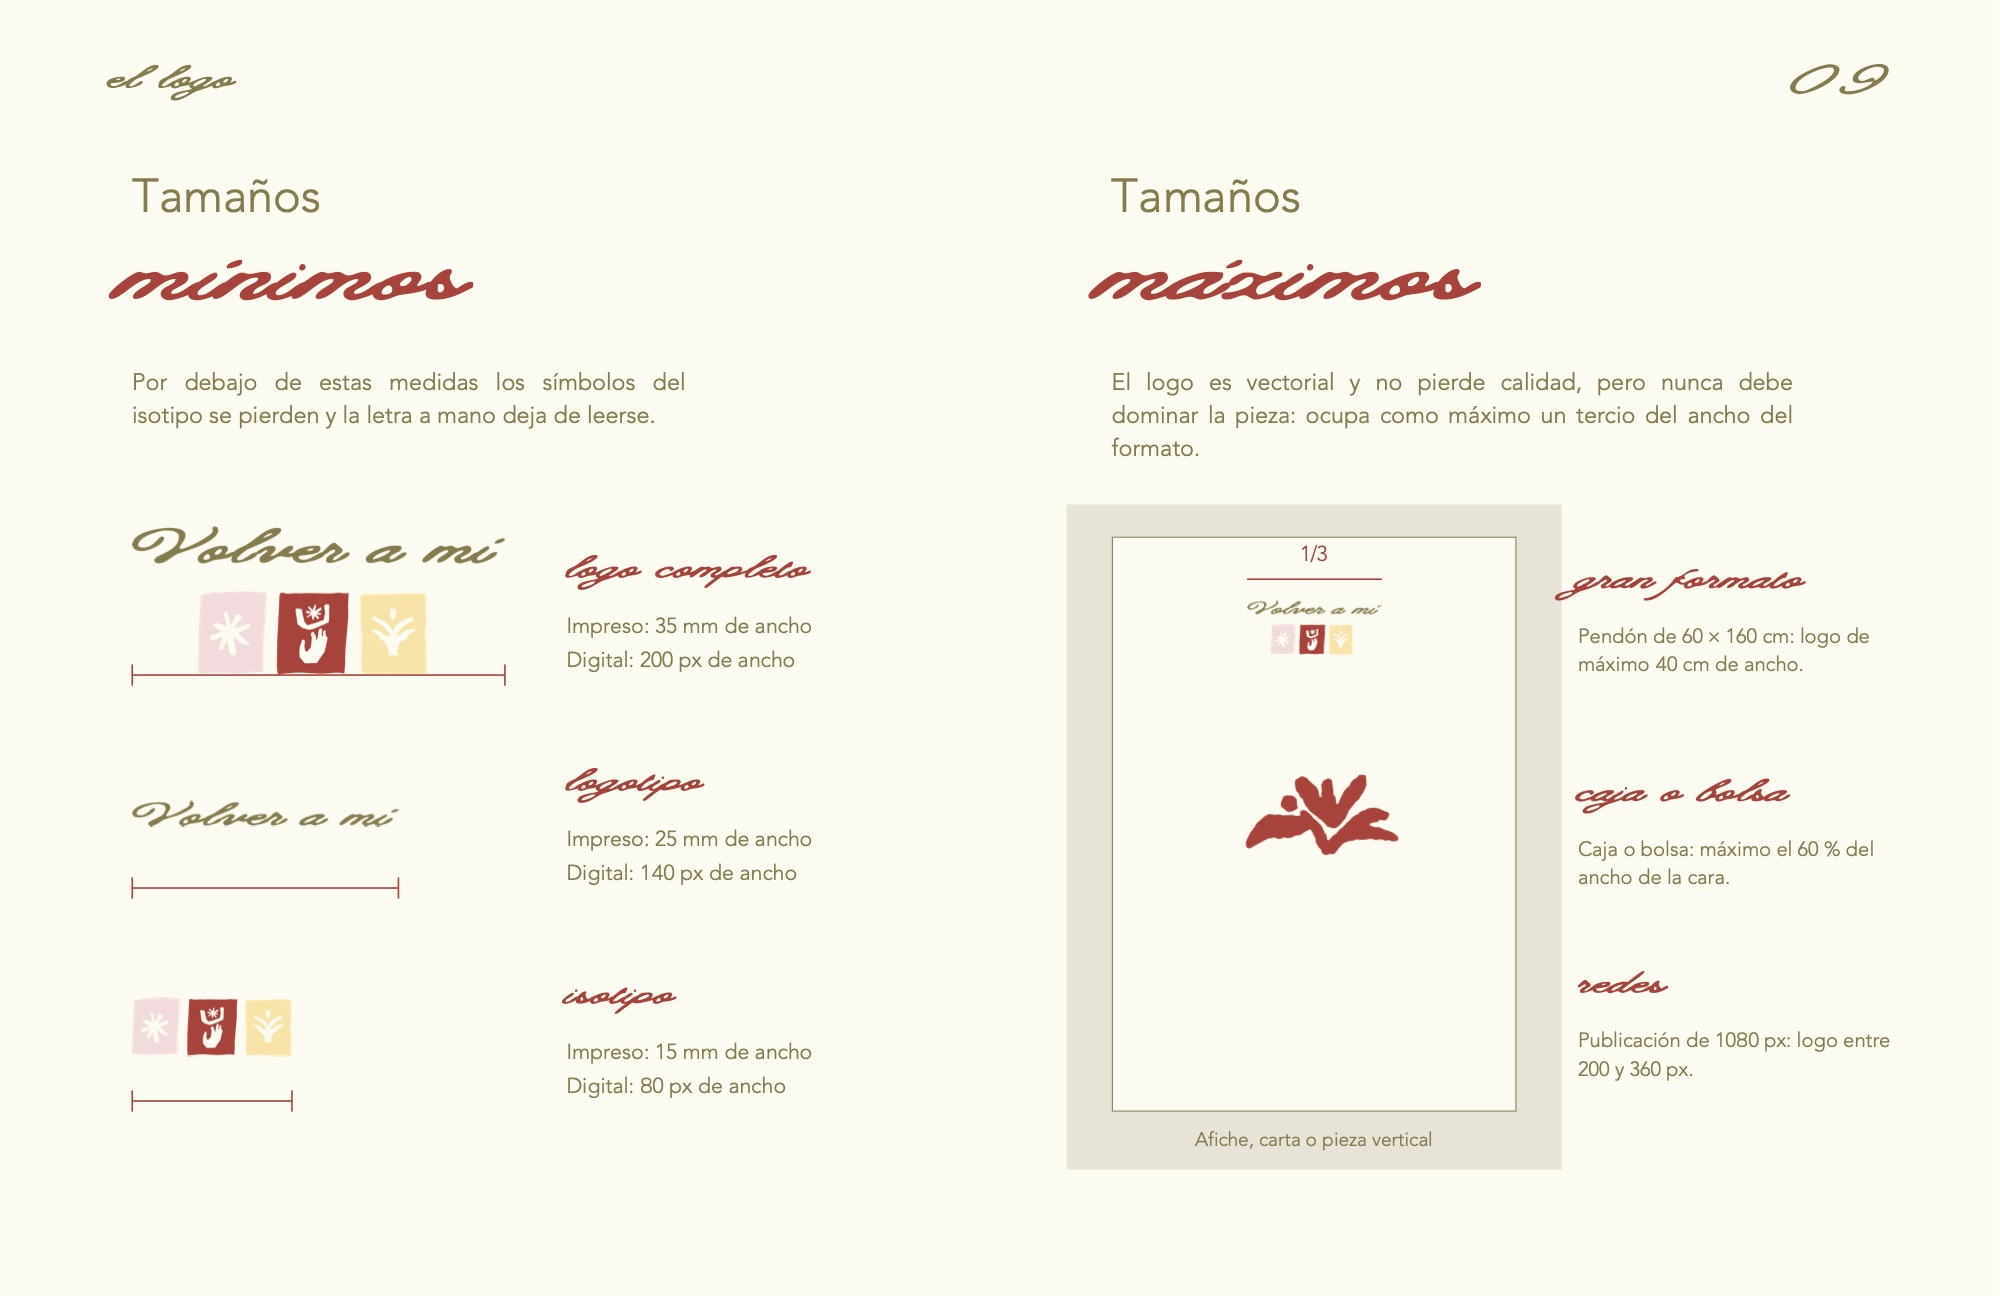 el logo
09
Tamaños
mínimos
Por debajo de estas medidas los símbolos del
isotipo se pierden y la letra a mano deja de leerse.
Volver a mí
logo completo
Impreso: 35 mm de ancho
Digital: 200 px de ancho
Volver a mí
logotipo
Impreso: 25 mm de ancho
Digital: 140 px de ancho
isotipo
Impreso: 15 mm de ancho
Digital: 80 px de ancho
Tamaños
máximos
El logo es vectorial y no pierde calidad, pero nunca debe
dominar la pieza: ocupa como máximo un tercio del ancho del
formato.
1/3
Volver a mí
Afiche, carta o pieza vertical
gran formato
Pendón de 60 × 160 cm: logo de
máximo 40 cm de ancho.
caja o bolsa
Caja o bolsa: máximo el 60 % del
ancho de la cara.
redes
Publicación de 1080 px: logo entre
200 y 360 px.